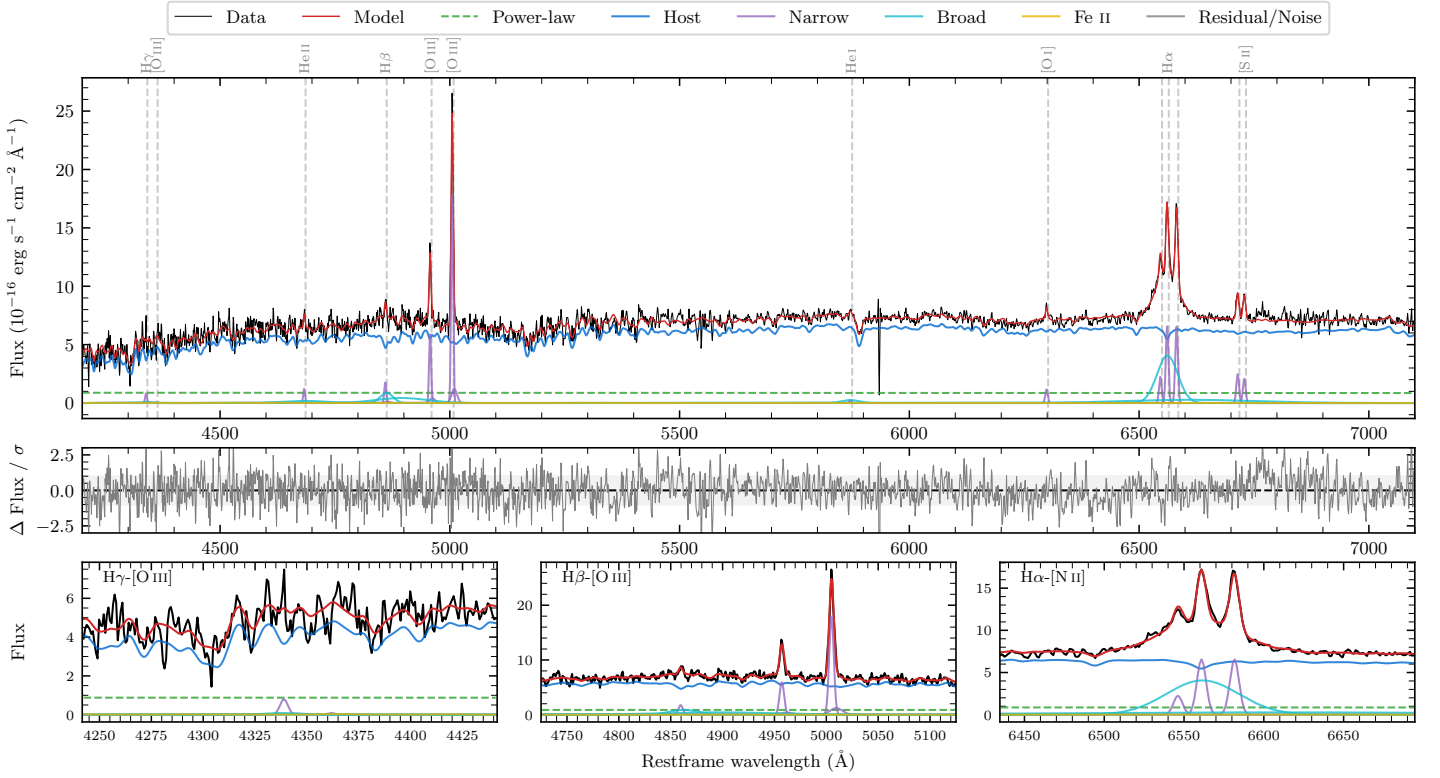 Data Model Power-law Host Narrow Broad Fe II Residual/Noise
Hγ [O III] He II Hβ [O III] [O III] He I [O I] Hα [S II]
Flux (10⁻¹⁶ erg s⁻¹ cm⁻² Å⁻¹)
25
20
15
10
5
0
4500 5000 5500 6000 6500 7000
Δ Flux / σ
2.5
0.0
−2.5
4500 5000 5500 6000 6500 7000
Flux
Hγ-[O III]
6
4
2
0
4250 4275 4300 4325 4350 4375 4400 4425
Hβ-[O III]
20
10
0
4750 4800 4850 4900 4950 5000 5050 5100
Hα-[N II]
15
10
5
0
6450 6500 6550 6600 6650
Restframe wavelength (Å)